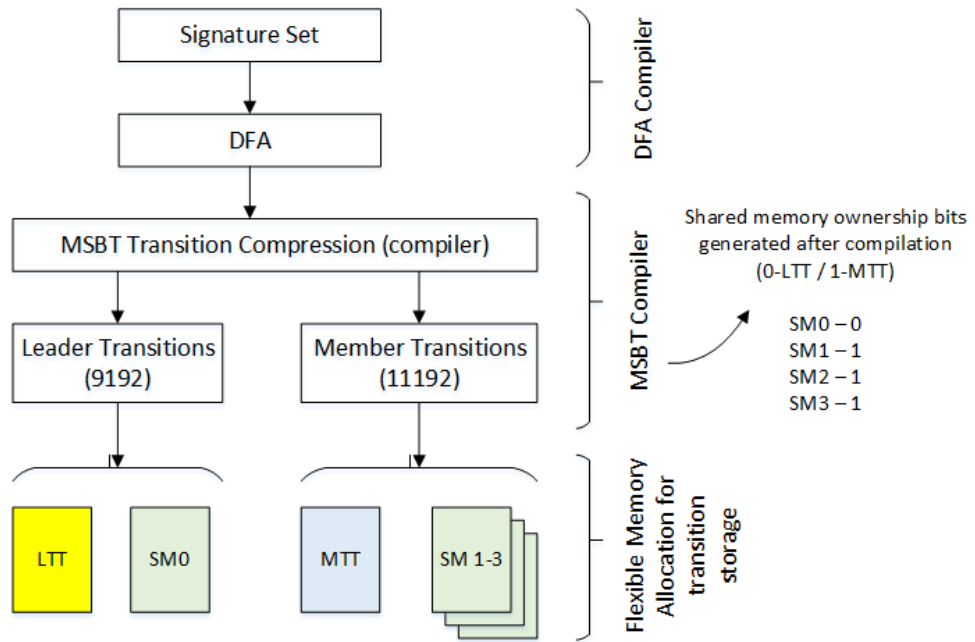 Signature Set
DFA
DFA Compiler
MSBT Transition Compression (compiler)
Leader Transitions
(9192)
Member Transitions
(11192)
MSBT Compiler
Shared memory ownership bits
generated after compilation
(0-LTT / 1-MTT)
SM0 – 0
SM1 – 1
SM2 – 1
SM3 – 1
LTT
SM0
MTT
SM 1-3
Flexible Memory
Allocation for
transition
storage